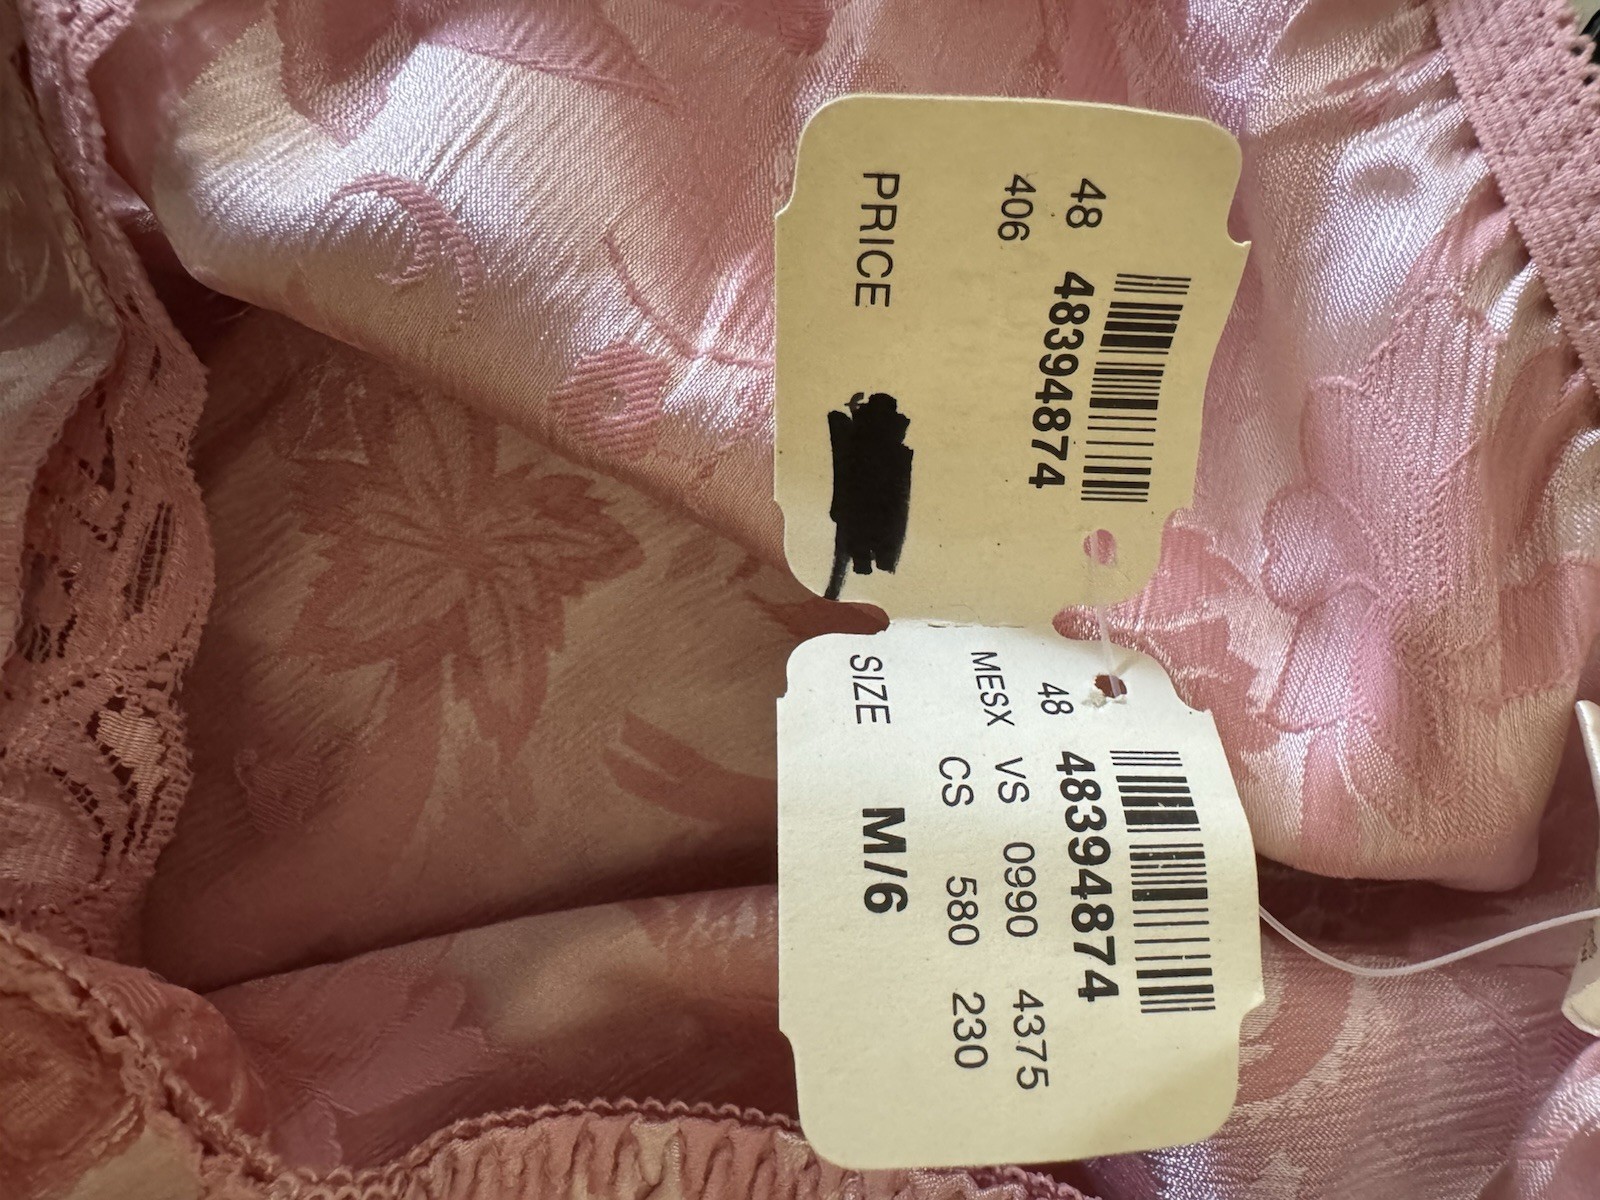 48 48394874
406
PRICE
48 48394874
MESX VS 0990 4375
CS 580 230
SIZE M/6